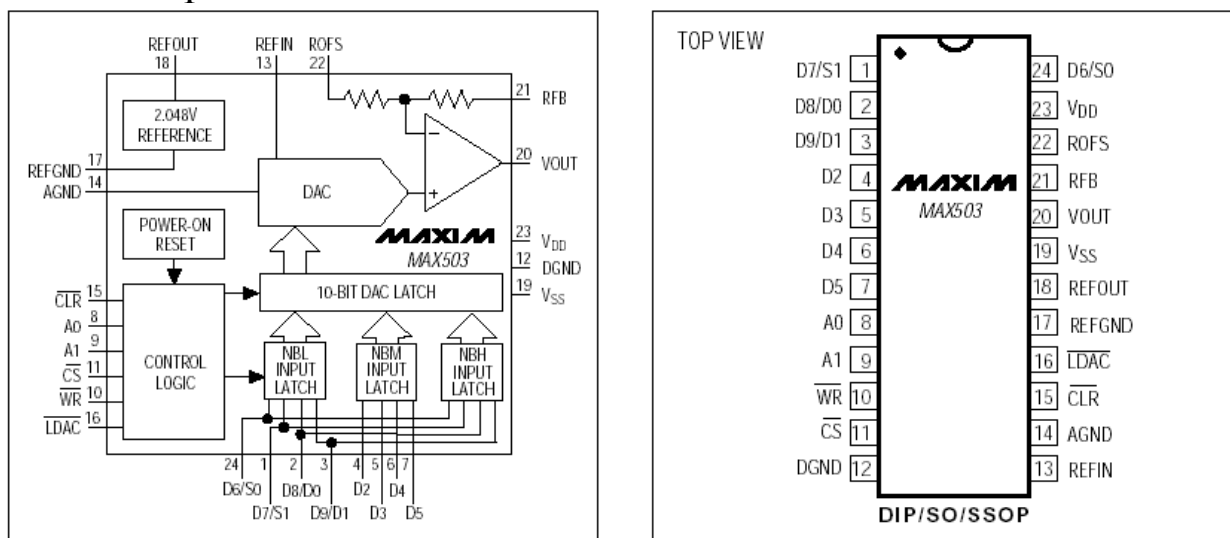 REFOUT
18
REFIN
13
ROFS
22
21 RFB
2.048V
REFERENCE
20 VOUT
REFGND 17
AGND 14
DAC
POWER-ON
RESET
MAXIM
MAX503
23 VDD
12 DGND
19 VSS
10-BIT DAC LATCH
CLR 15
A0 8
A1 9
CS 11
WR 10
LDAC 16
CONTROL
LOGIC
NBL
INPUT
LATCH
NBM
INPUT
LATCH
NBH
INPUT
LATCH
24 1 2 3 4 5 6 7
D6/S0 D8/D0 D2 D4
D7/S1 D9/D1 D3 D5
TOP VIEW
D7/S1 1
D8/D0 2
D9/D1 3
D2 4
D3 5
D4 6
D5 7
A0 8
A1 9
WR 10
CS 11
DGND 12
MAXIM
MAX503
24 D6/S0
23 VDD
22 ROFS
21 RFB
20 VOUT
19 VSS
18 REFOUT
17 REFGND
16 LDAC
15 CLR
14 AGND
13 REFIN
DIP/SO/SSOP